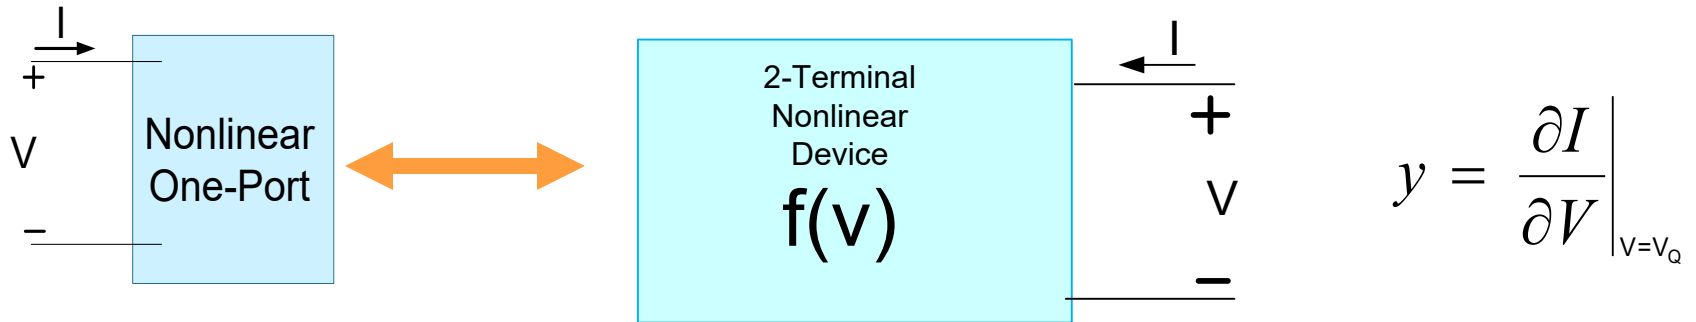 I
+
V
−
Nonlinear
One-Port
2-Terminal
Nonlinear
Device
f(v)
I
+
V
−
y = ∂I/∂V |V=VQ